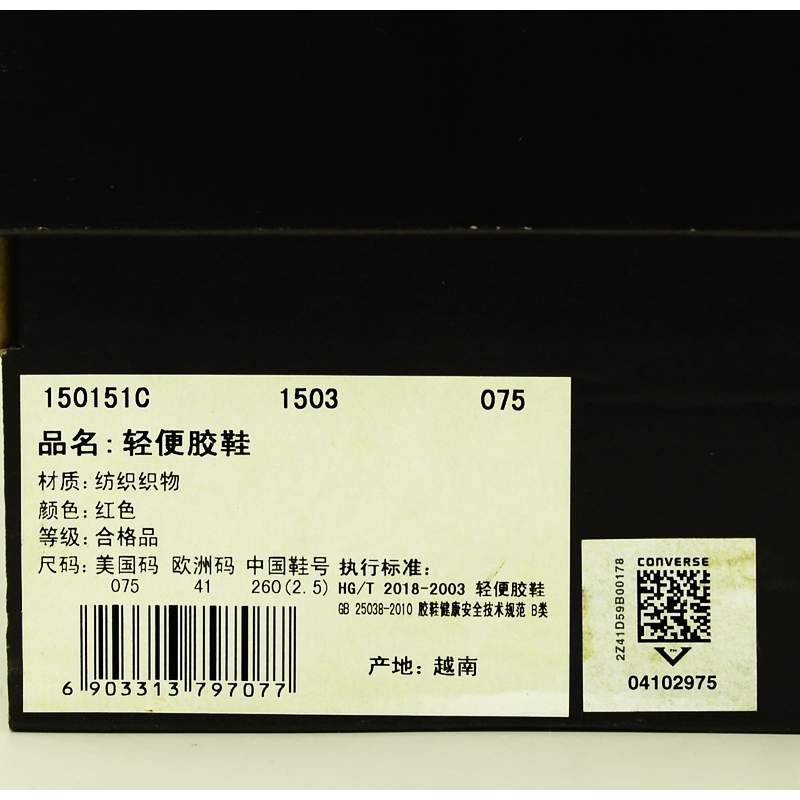 150151C 1503 075
品名:轻便胶鞋
材质:纺织织物
颜色:红色
等级:合格品
尺码:美国码 欧洲码 中国鞋号 执行标准:
075 41 260(2.5) HG/T 2018-2003 轻便胶鞋
GB 25038-2010 胶鞋健康安全技术规范 B类
产地:越南
6 903313 797077
CONVERSE
2Z41D59B00178
TM
04102975